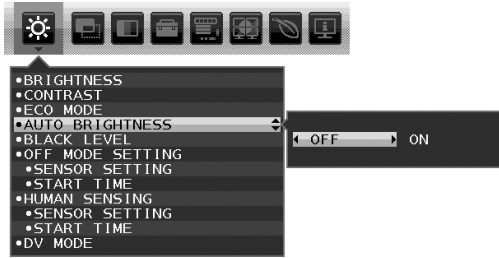 •BRIGHTNESS
•CONTRAST
•ECO MODE
•AUTO BRIGHTNESS
OFF ON
•BLACK LEVEL
•OFF MODE SETTING
•SENSOR SETTING
•START TIME
•HUMAN SENSING
•SENSOR SETTING
•START TIME
•DV MODE